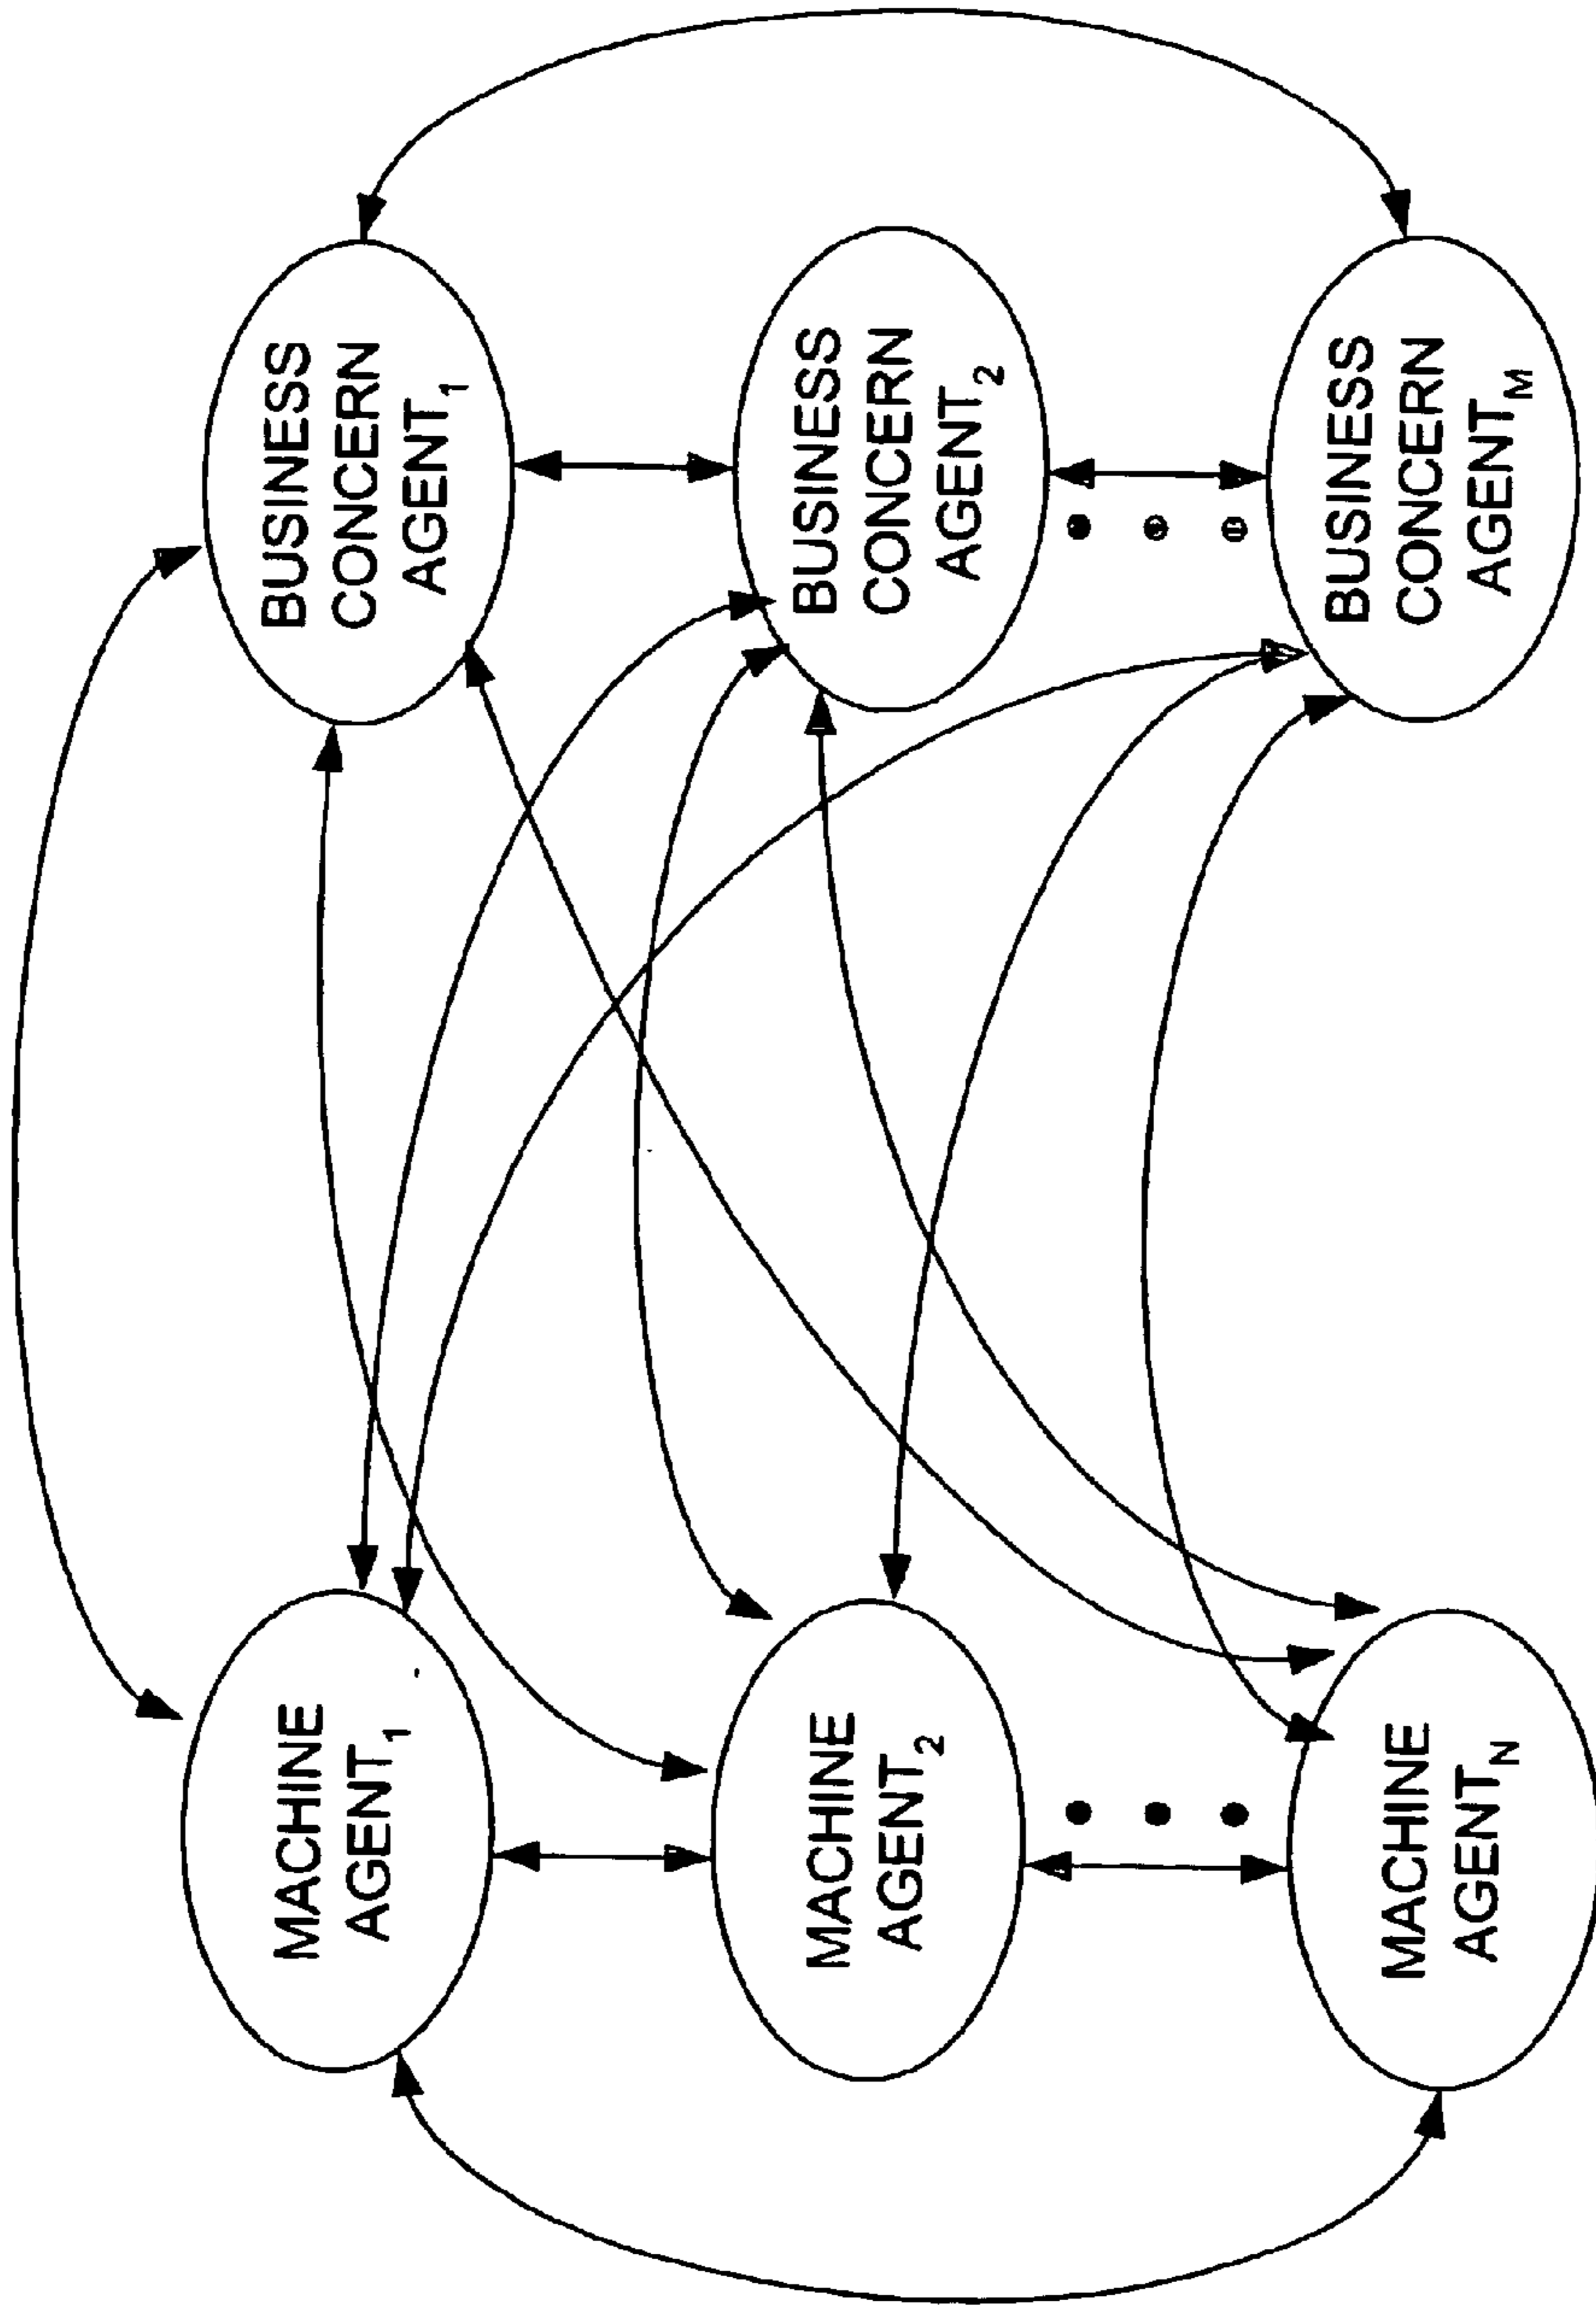 MACHINE
AGENT1
MACHINE
AGENT2
MACHINE
AGENTN
BUSINESS
CONCERN
AGENT1
BUSINESS
CONCERN
AGENT2
BUSINESS
CONCERN
AGENTM